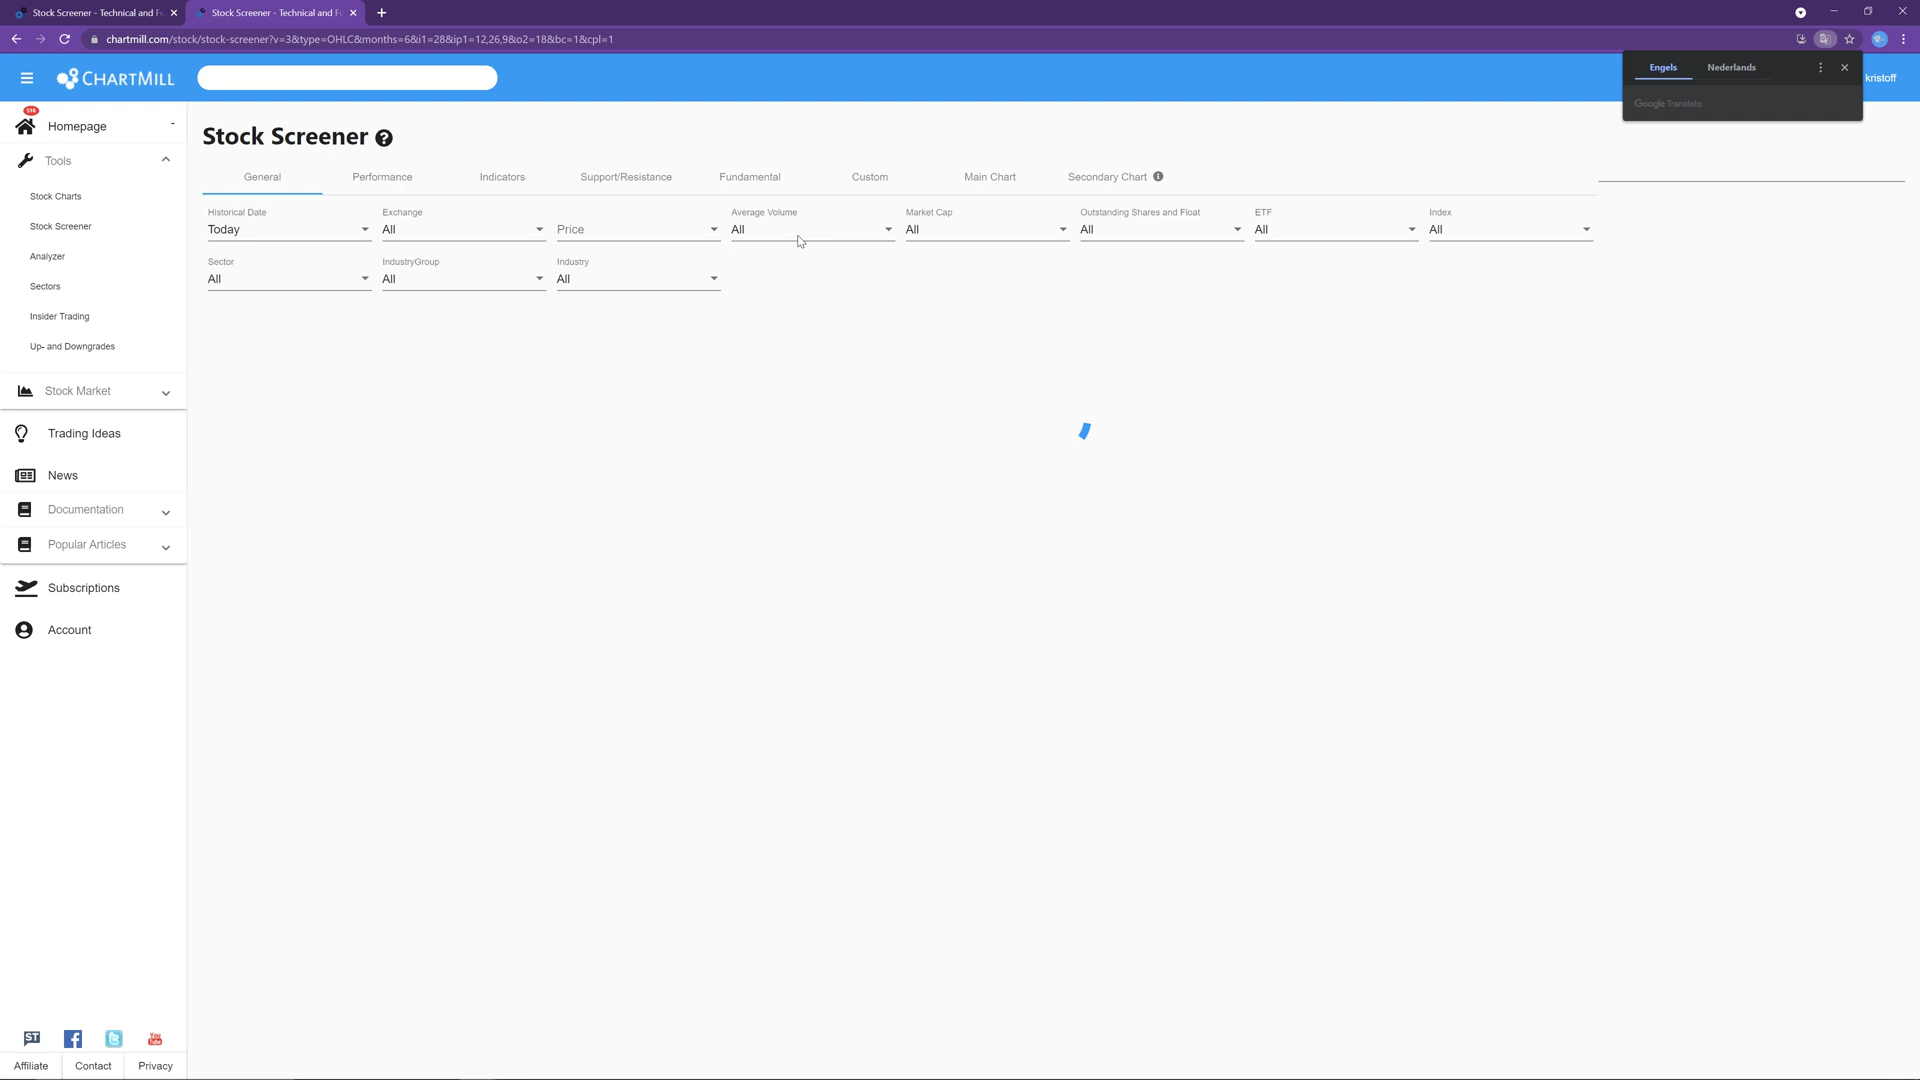 Stock Screener - Technical and F
Stock Screener - Technical and F
chartmill.com/stock/stock-screener?v=3&type=OHLC&months=6&i1=28&ip1=12,26,9&o2=18&bc=1&cpl=1
CHARTMILL
Engels
Nederlands
Google Translate
kristoff
516
Homepage
Tools
Stock Charts
Stock Screener
Analyzer
Sectors
Insider Trading
Up- and Downgrades
Stock Market
Trading Ideas
News
Documentation
Popular Articles
Subscriptions
Account
ST
You Tube
Affiliate
Contact
Privacy
Stock Screener
General
Performance
Indicators
Support/Resistance
Fundamental
Custom
Main Chart
Secondary Chart
Historical Date
Today
Exchange
All
Price
Average Volume
All
Market Cap
All
Outstanding Shares and Float
All
ETF
All
Index
All
Sector
All
IndustryGroup
All
Industry
All